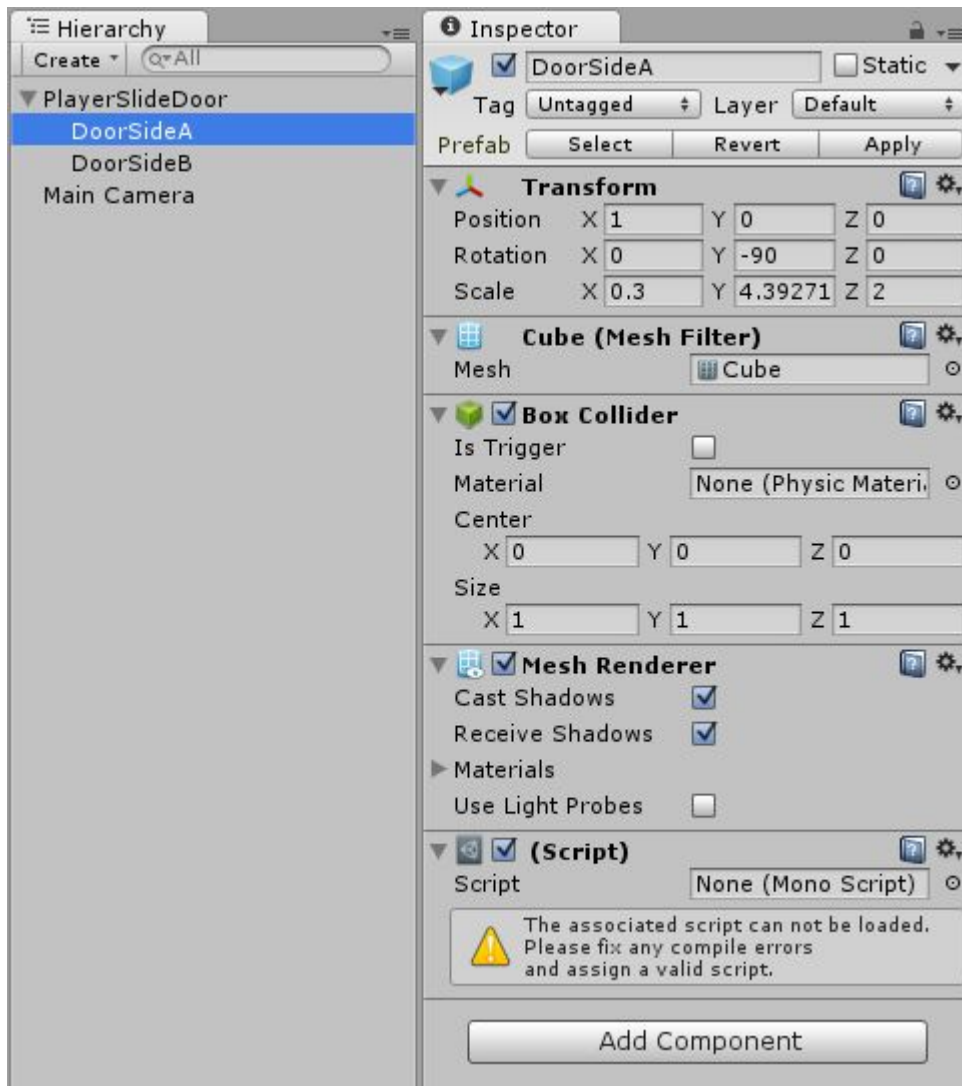 Hierarchy
Create All
PlayerSlideDoor
DoorSideA
DoorSideB
Main Camera
Inspector
DoorSideA Static
Tag Untagged Layer Default
Prefab Select Revert Apply
Transform
Position X 1 Y 0 Z 0
Rotation X 0 Y -90 Z 0
Scale X 0.3 Y 4.39271 Z 2
Cube (Mesh Filter)
Mesh Cube
Box Collider
Is Trigger
Material None (Physic Materi
Center
X 0 Y 0 Z 0
Size
X 1 Y 1 Z 1
Mesh Renderer
Cast Shadows
Receive Shadows
Materials
Use Light Probes
(Script)
Script None (Mono Script)
The associated script can not be loaded.
Please fix any compile errors
and assign a valid script.
Add Component